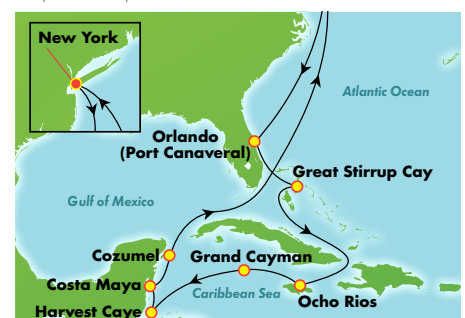 New York
Atlantic Ocean
Orlando
(Port Canaveral)
Great Stirrup Cay
Gulf of Mexico
Cozumel
Grand Cayman
Costa Maya
Caribbean Sea
Ocho Rios
Harvest Caye